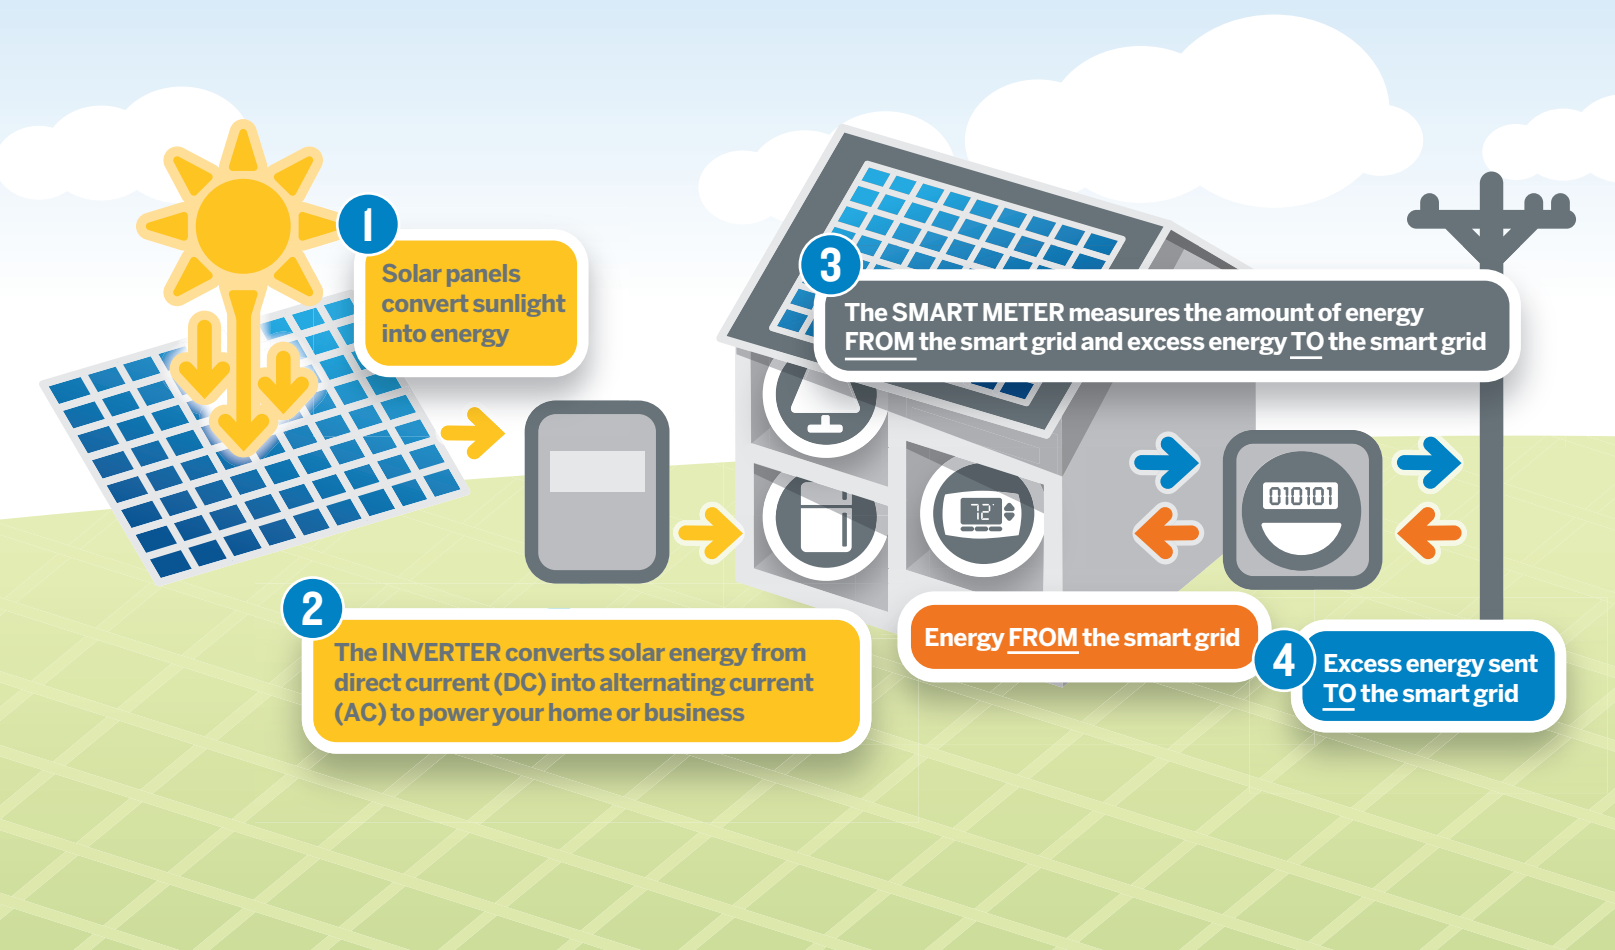 1
Solar panels
convert sunlight
into energy
2
The INVERTER converts solar energy from
direct current (DC) into alternating current
(AC) to power your home or business
3
The SMART METER measures the amount of energy
FROM the smart grid and excess energy TO the smart grid
72°
010101
Energy FROM the smart grid
4
Excess energy sent
TO the smart grid